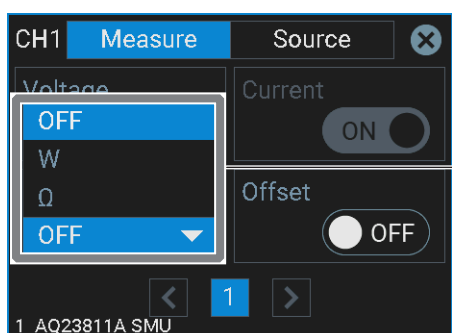 CH1 Measure Source
Voltage Current
OFF ON
W
Ω Offset
OFF OFF
1
1 AQ23811A SMU